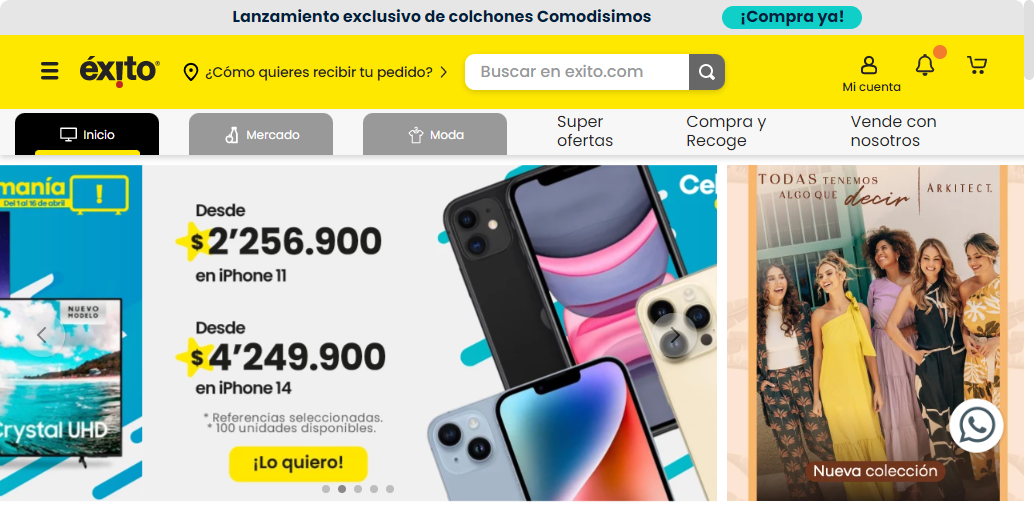 Lanzamiento exclusivo de colchones Comodisimos
¡Compra ya!
éxito
¿Cómo quieres recibir tu pedido?
Buscar en exito.com
Mi cuenta
Inicio
Mercado
Moda
Super
ofertas
Compra y
Recoge
Vende con
nosotros
manía
Del 1 al 16 de abril
NUEVO
MODELO
Crystal UHD
Desde
$ 2'256.900
en iPhone 11
Desde
$ 4'249.900
en iPhone 14
* Referencias seleccionadas.
* 100 unidades disponibles.
¡Lo quiero!
Cel
TODAS TENEMOS
ALGO QUE decir
ARKITECT.
Nueva colección